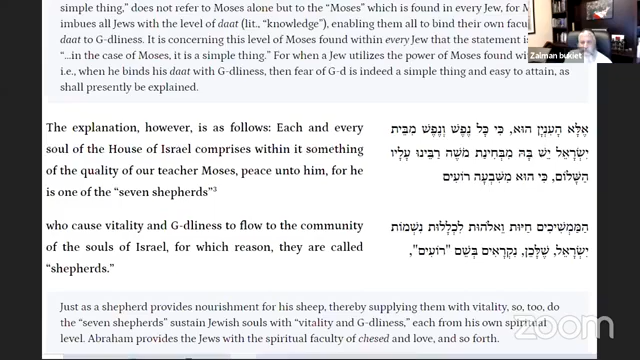 simple thing," does not refer to Moses alone but to the "Moses" which is found in every Jew, for M
imbues all Jews with the level of daat (lit., "knowledge"), enabling them all to bind their own facu
daat to G-dliness. It is concerning this level of Moses found within every Jew that the statement is
"...in the case of Moses, it is a simple thing." For when a Jew utilizes the power of Moses found wi
i.e., when he binds his daat with G-dliness, then fear of G-d is indeed a simple thing and easy to attain, as
shall presently be explained.
Zalman bukiet
The explanation, however, is as follows: Each and every
soul of the House of Israel comprises within it something
of the quality of our teacher Moses, peace unto him, for he
is one of the "seven shepherds"3
אֶלָּא הָעִנְיָן הוּא, כִּי כָל נֶפֶשׁ וְנֶפֶשׁ מִבֵּית
יִשְׂרָאֵל יֵשׁ בָּהּ מִבְּחִינַת מֹשֶׁה רַבֵּינוּ עָלָיו
הַשָּׁלוֹם, כִּי הוּא מִשִּׁבְעָה רוֹעִים
who cause vitality and G-dliness to flow to the community
of the souls of Israel, for which reason, they are called
"shepherds."
הַמַּמְשִׁיכִים חַיּוּת וֶאֱלֹהוּת לִכְלָלוּת נִשְׁמוֹת
יִשְׂרָאֵל, שֶׁלָּכֵן, נִקְרָאִים בְּשֵׁם "רוֹעִים",
Just as a shepherd provides nourishment for his sheep, thereby supplying them with vitality, so, too, do
the "seven shepherds" sustain Jewish souls with "vitality and G-dliness," each from his own spiritual
level. Abraham provides the Jews with the spiritual faculty of chesed and love, and so forth.
zoom